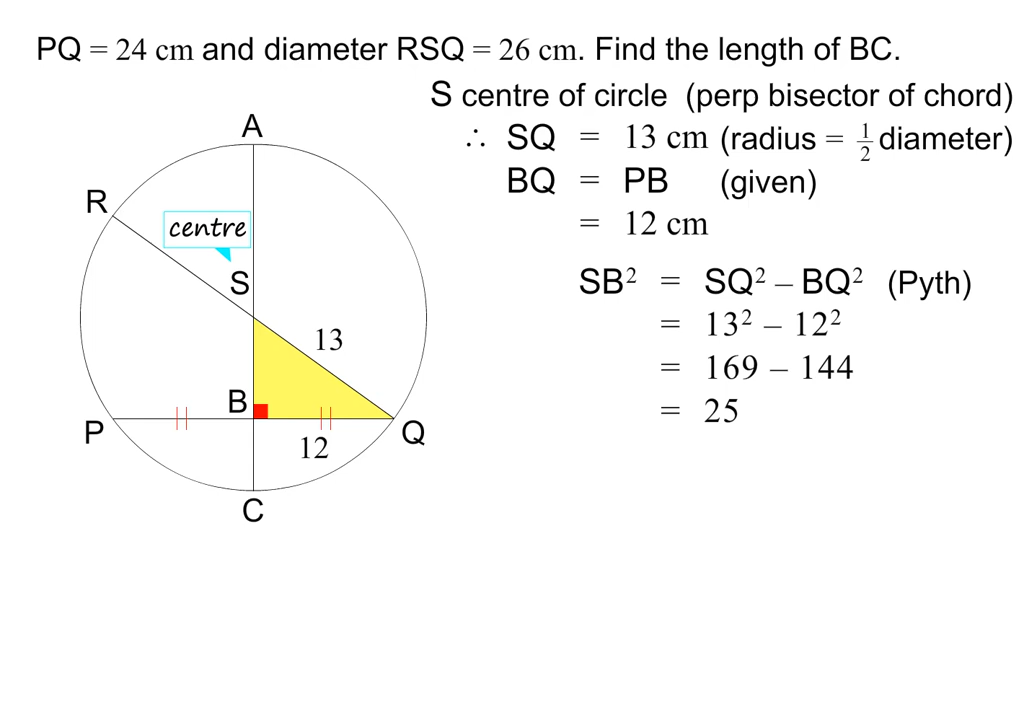 PQ = 24 cm and diameter RSQ = 26 cm. Find the length of BC.
S centre of circle (perp bisector of chord)
∴ SQ = 13 cm (radius = ½ diameter)
BQ = PB (given)
= 12 cm
SB² = SQ² – BQ² (Pyth)
= 13² – 12²
= 169 – 144
= 25
A
R
centre
S
13
B
P
Q
12
C